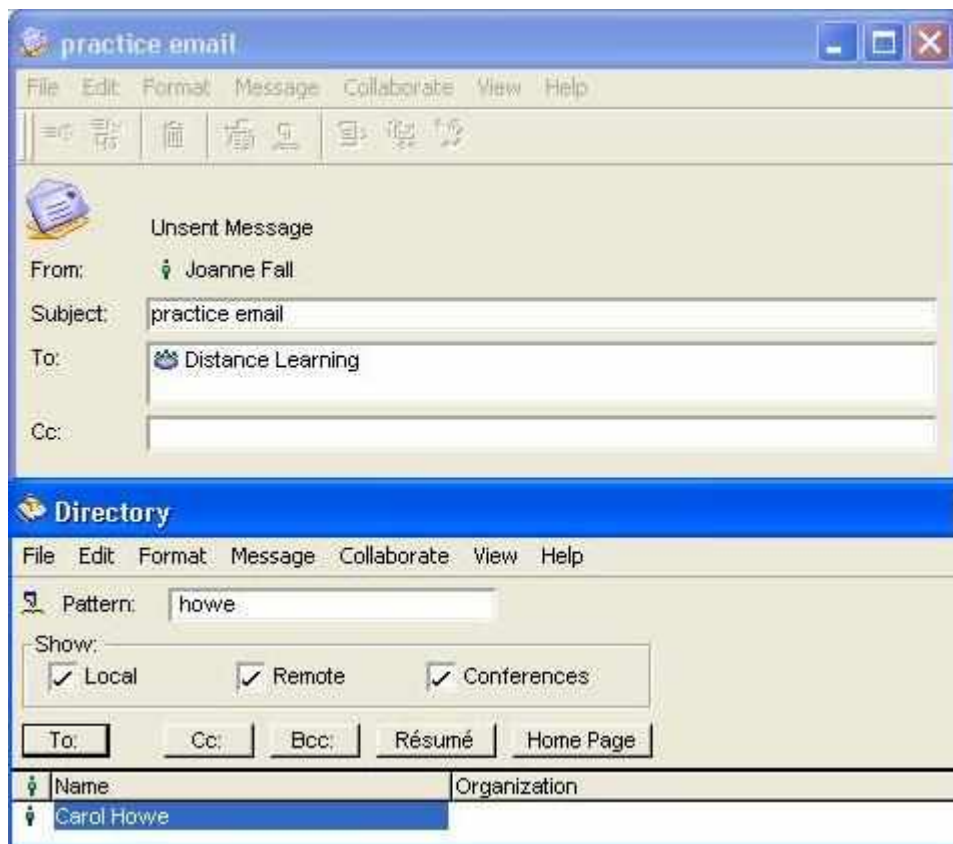 practice email
File Edit Format Message Collaborate View Help
Unsent Message
From: Joanne Fall
Subject: practice email
To: Distance Learning
Cc:
Directory
File Edit Format Message Collaborate View Help
Pattern: howe
Show:
Local Remote Conferences
To: Cc: Bcc: Résumé Home Page
Name Organization
Carol Howe